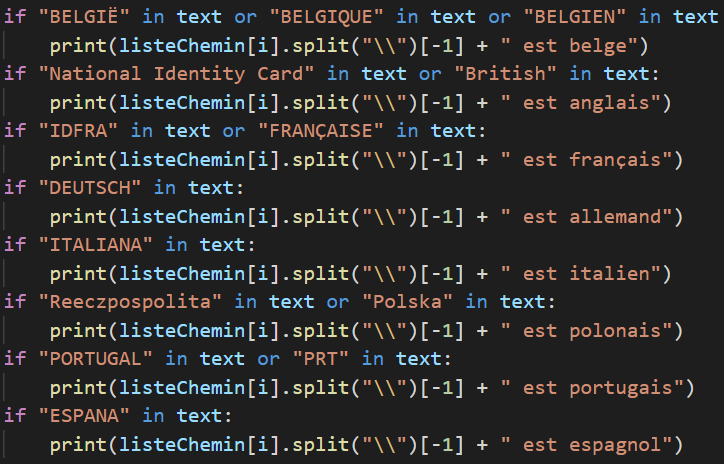 if "BELGIË" in text or "BELGIQUE" in text or "BELGIEN" in text
    print(listeChemin[i].split("\\")[-1] + " est belge")
if "National Identity Card" in text or "British" in text:
    print(listeChemin[i].split("\\")[-1] + " est anglais")
if "IDFRA" in text or "FRANÇAISE" in text:
    print(listeChemin[i].split("\\")[-1] + " est français")
if "DEUTSCH" in text:
    print(listeChemin[i].split("\\")[-1] + " est allemand")
if "ITALIANA" in text:
    print(listeChemin[i].split("\\")[-1] + " est italien")
if "Reeczpospolita" in text or "Polska" in text:
    print(listeChemin[i].split("\\")[-1] + " est polonais")
if "PORTUGAL" in text or "PRT" in text:
    print(listeChemin[i].split("\\")[-1] + " est portugais")
if "ESPANA" in text:
    print(listeChemin[i].split("\\")[-1] + " est espagnol")